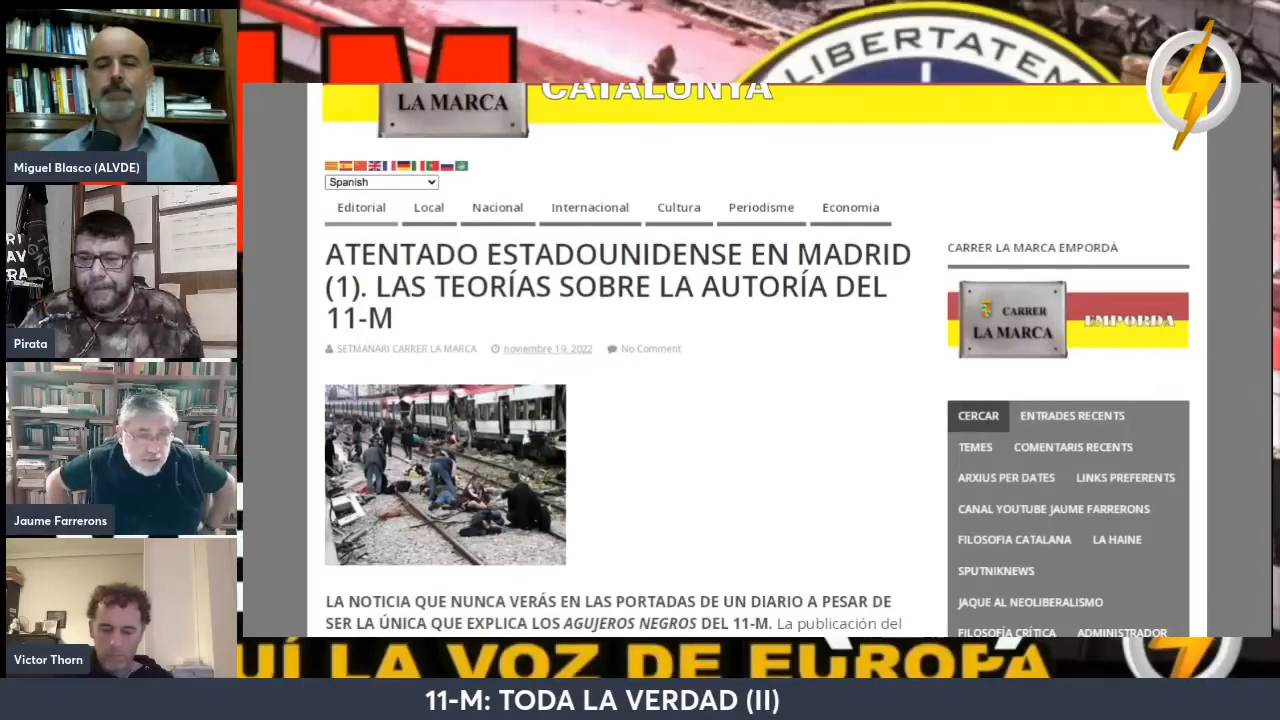 LIBERTATEM
Miguel Blasco (ALVDE)
Pirata
Jaume Farrerons
Victor Thorn
LA MARCA
CATALUNYA
Spanish
Editorial Local Nacional Internacional Cultura Periodisme Economia
ATENTADO ESTADOUNIDENSE EN MADRID
(1). LAS TEORÍAS SOBRE LA AUTORÍA DEL
11-M
SETMANARI CARRER LA MARCA noviembre 19, 2022 No Comment
LA NOTICIA QUE NUNCA VERÁS EN LAS PORTADAS DE UN DIARIO A PESAR DE
SER LA ÚNICA QUE EXPLICA LOS AGUJEROS NEGROS DEL 11-M. La publicación del
CARRER LA MARCA EMPORDÀ
CARRER
LA MARCA
EMPORDA
CERCAR ENTRADES RECENTS
TEMES COMENTARIS RECENTS
ARXIUS PER DATES LINKS PREFERENTS
CANAL YOUTUBE JAUME FARRERONS
FILOSOFIA CATALANA LA HAINE
SPUTNIKNEWS
JAQUE AL NEOLIBERALISMO
FILOSOFÍA CRÍTICA ADMINISTRADOR
UÍ LA VOZ DE EUROPA
11-M: TODA LA VERDAD (II)